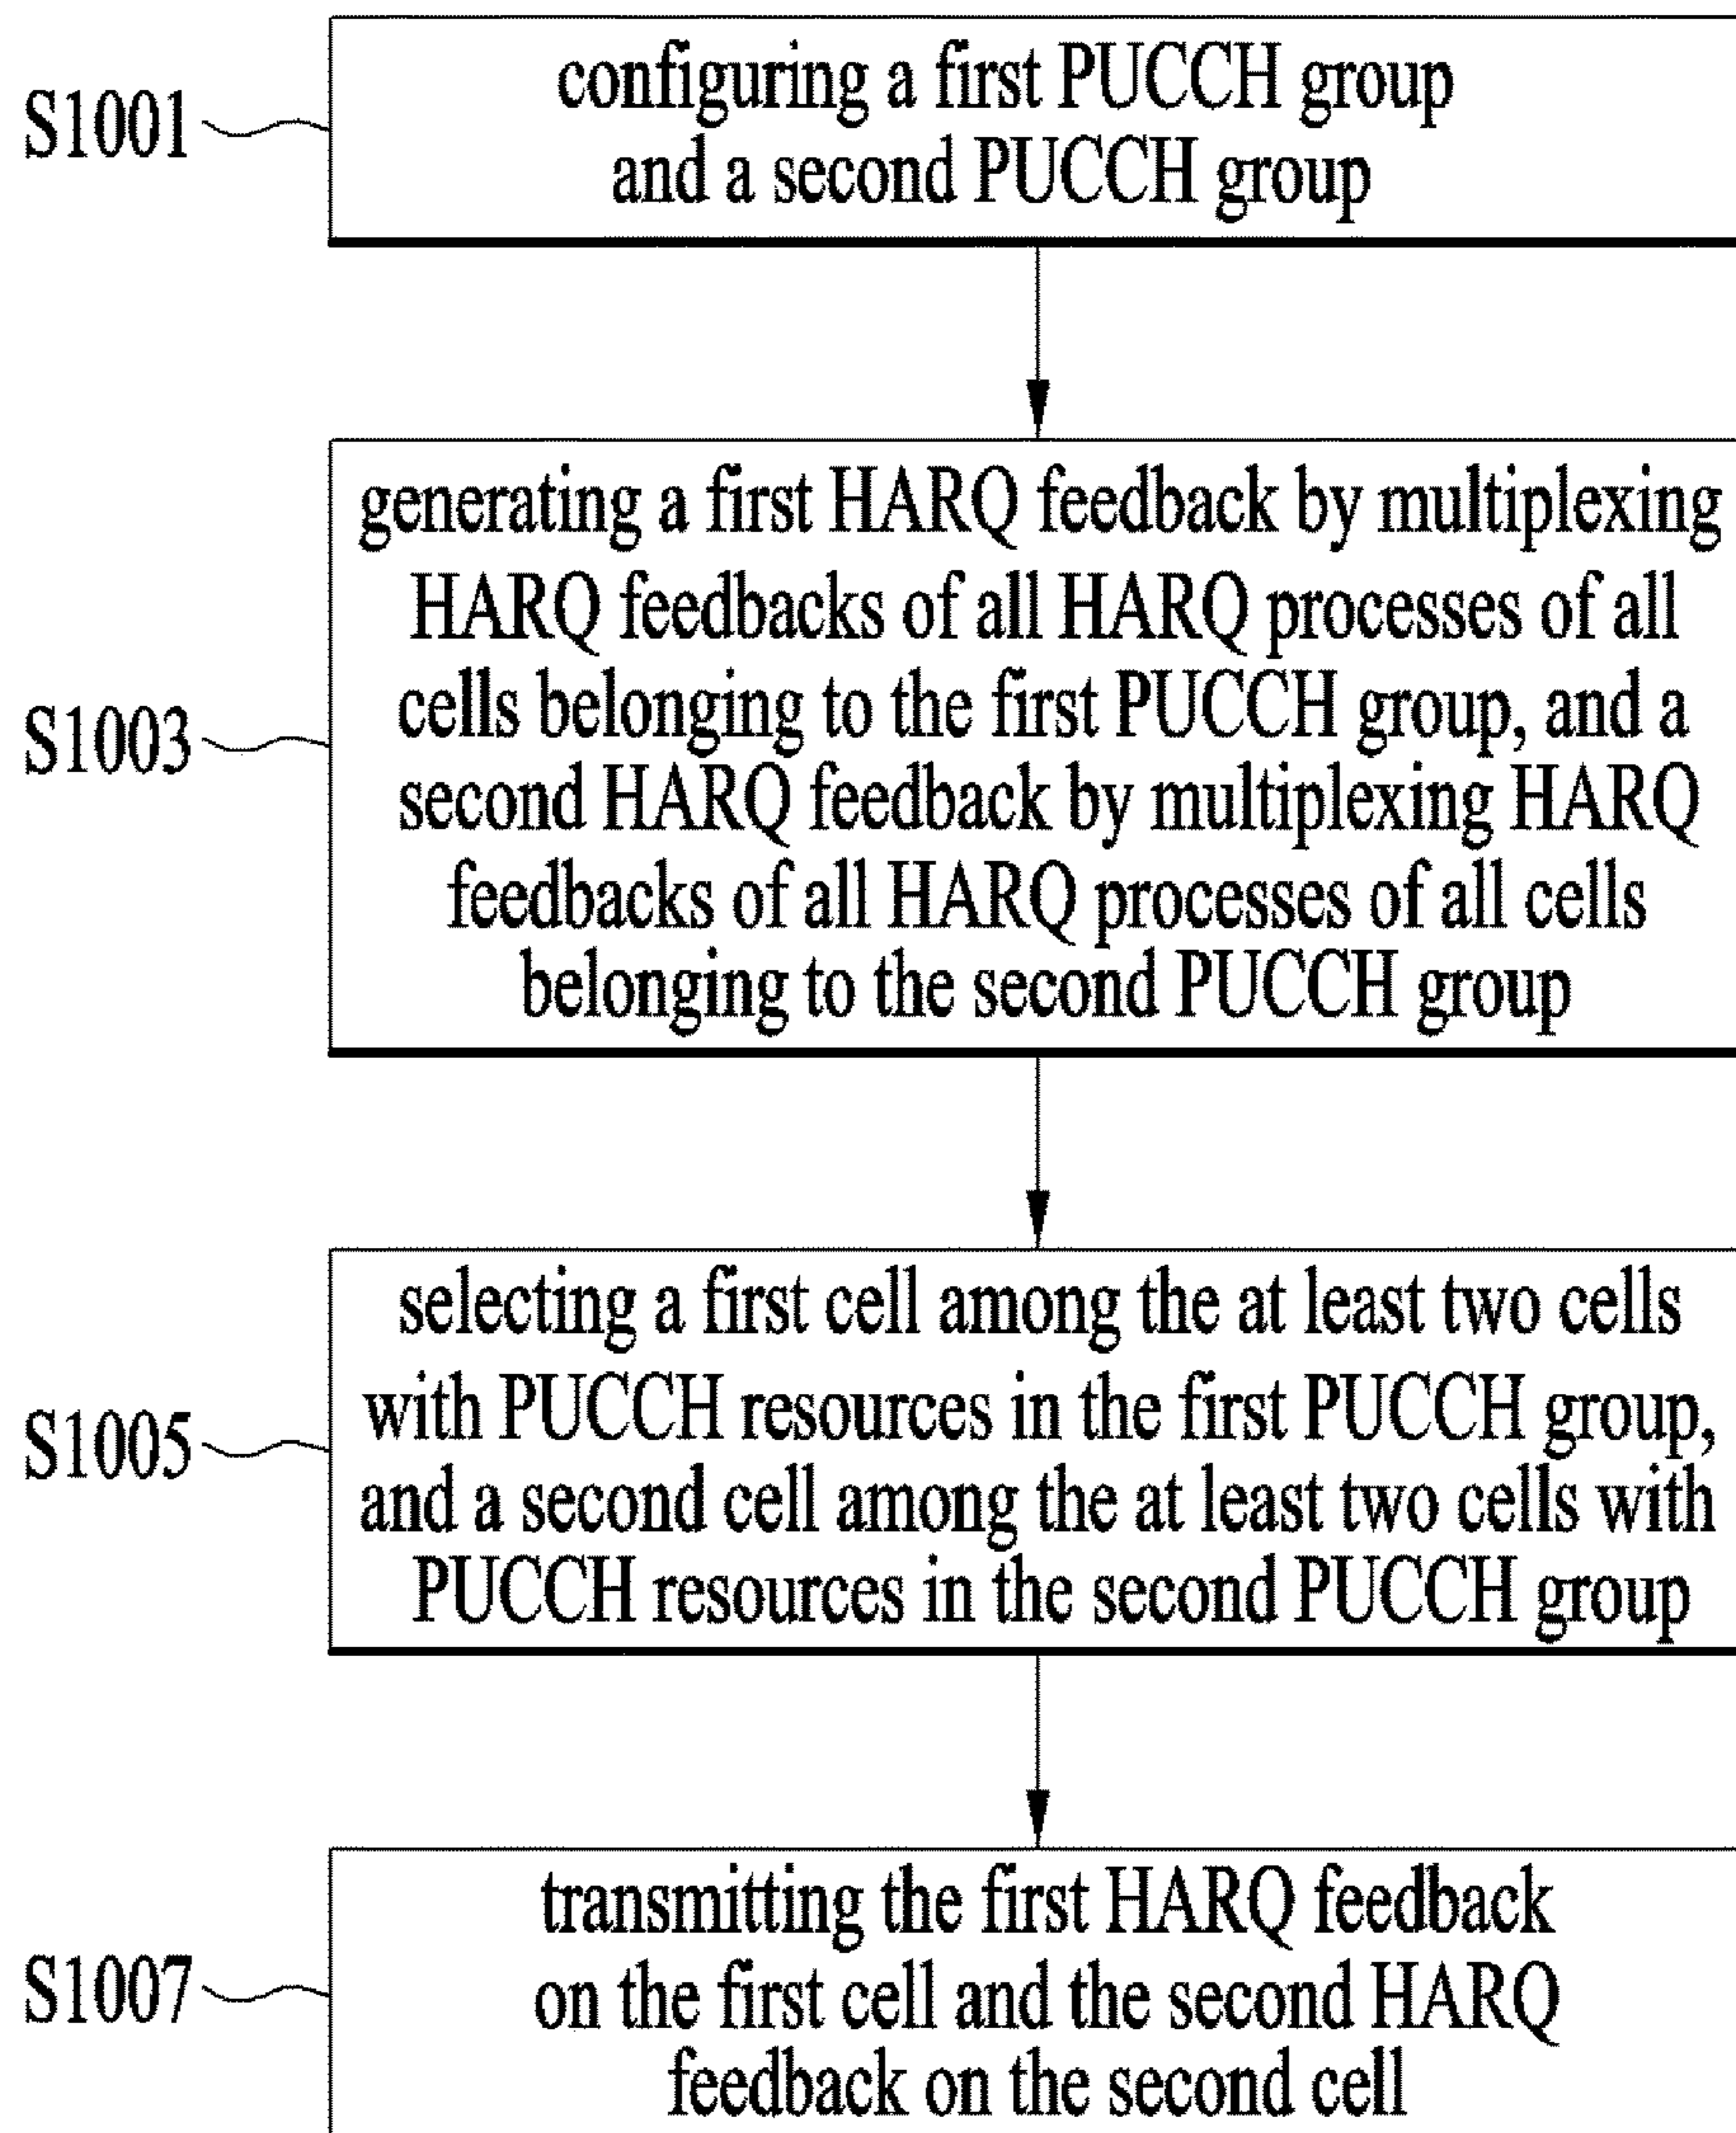 S1001
configuring a first PUCCH group
and a second PUCCH group
S1003
generating a first HARQ feedback by multiplexing
HARQ feedbacks of all HARQ processes of all
cells belonging to the first PUCCH group, and a
second HARQ feedback by multiplexing HARQ
feedbacks of all HARQ processes of all cells
belonging to the second PUCCH group
S1005
selecting a first cell among the at least two cells
with PUCCH resources in the first PUCCH group,
and a second cell among the at least two cells with
PUCCH resources in the second PUCCH group
S1007
transmitting the first HARQ feedback
on the first cell and the second HARQ
feedback on the second cell